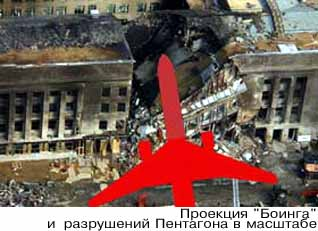 Проекция "Боинга"
и разрушений Пентагона в масштабе